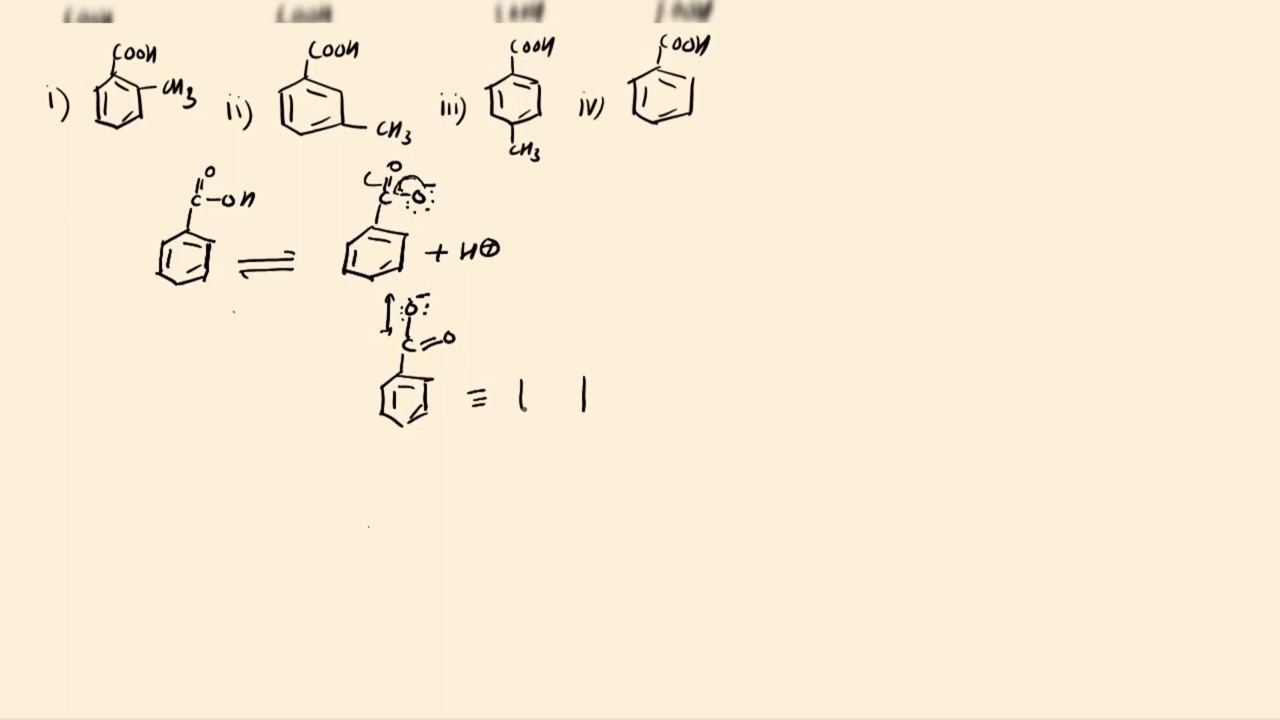 COOH COOH COOH COOH
i) CH3 ii) CH3 iii) CH3 iv)
O O
C-OH C-O
⇌ + H⊕
↕ :O:⁻
C=O
≡ | |